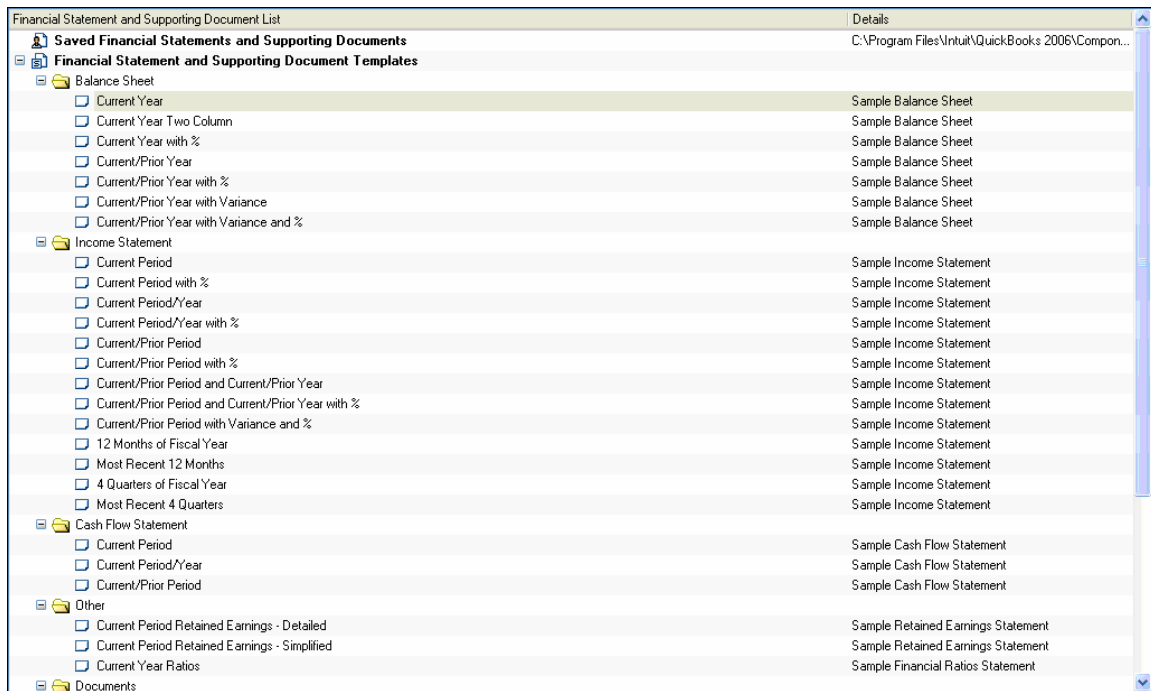 Financial Statement and Supporting Document List Details
Saved Financial Statements and Supporting Documents C:\Program Files\Intuit\QuickBooks 2006\Compon...
Financial Statement and Supporting Document Templates
Balance Sheet
Current Year Sample Balance Sheet
Current Year Two Column Sample Balance Sheet
Current Year with % Sample Balance Sheet
Current/Prior Year Sample Balance Sheet
Current/Prior Year with % Sample Balance Sheet
Current/Prior Year with Variance Sample Balance Sheet
Current/Prior Year with Variance and % Sample Balance Sheet
Income Statement
Current Period Sample Income Statement
Current Period with % Sample Income Statement
Current Period/Year Sample Income Statement
Current Period/Year with % Sample Income Statement
Current/Prior Period Sample Income Statement
Current/Prior Period with % Sample Income Statement
Current/Prior Period and Current/Prior Year Sample Income Statement
Current/Prior Period and Current/Prior Year with % Sample Income Statement
Current/Prior Period with Variance and % Sample Income Statement
12 Months of Fiscal Year Sample Income Statement
Most Recent 12 Months Sample Income Statement
4 Quarters of Fiscal Year Sample Income Statement
Most Recent 4 Quarters Sample Income Statement
Cash Flow Statement
Current Period Sample Cash Flow Statement
Current Period/Year Sample Cash Flow Statement
Current/Prior Period Sample Cash Flow Statement
Other
Current Period Retained Earnings - Detailed Sample Retained Earnings Statement
Current Period Retained Earnings - Simplified Sample Retained Earnings Statement
Current Year Ratios Sample Financial Ratios Statement
Documents